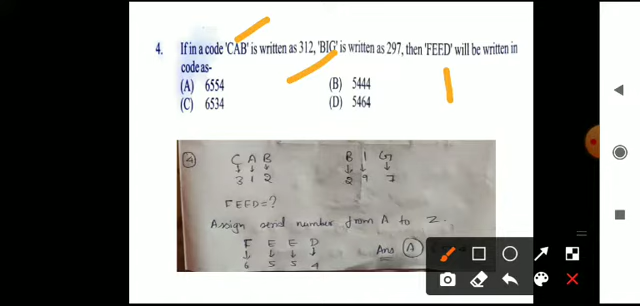 4. If in a code 'CAB' is written as 312, 'BIG' is written as 297, then 'FEED' will be written in
code as-
(A) 6554 (B) 5444
(C) 6534 (D) 5464
4 C A B B I G
3 1 2 2 9 7
FEED=?
Assign number from A to Z.
F E E D
6 5 5 4
Ans A